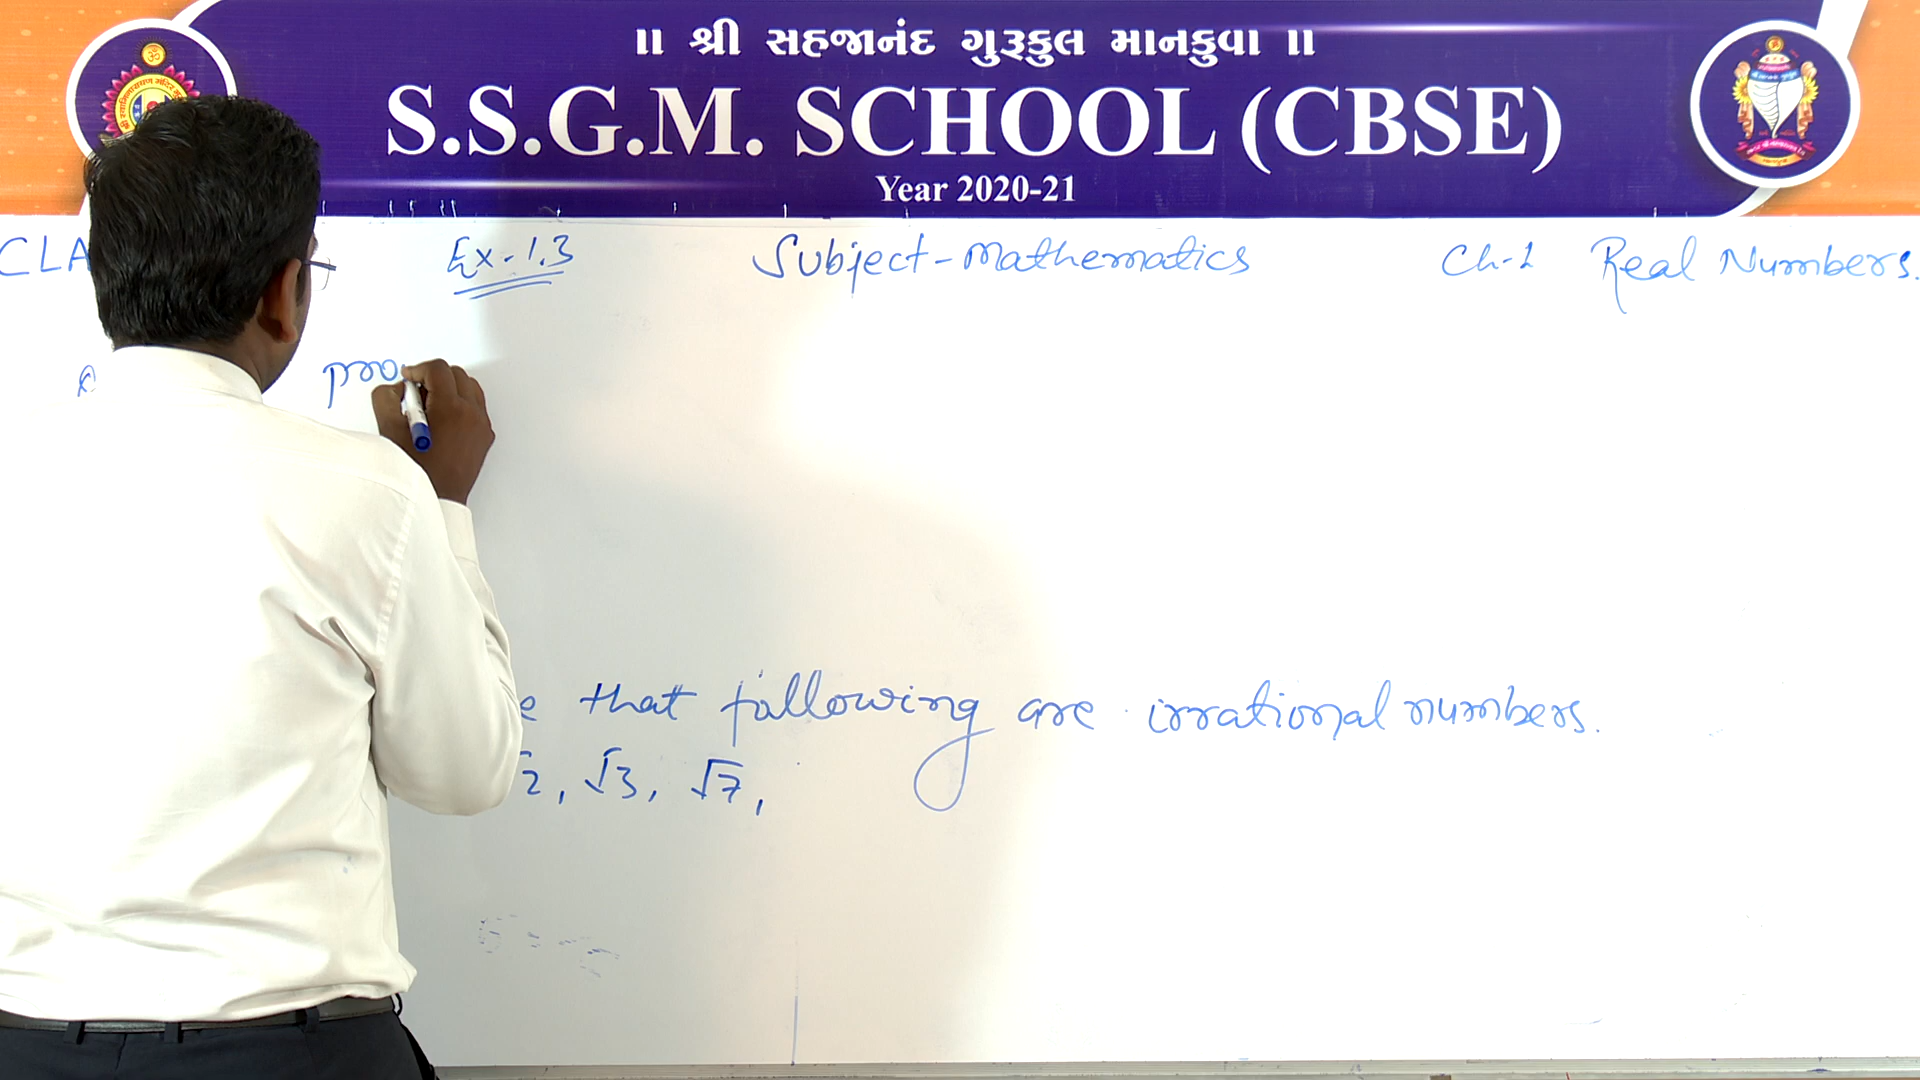 ॥ શ્રી સહજાનંદ ગુરૂકુલ માનકુવા ॥
S.S.G.M. SCHOOL (CBSE)
Year 2020-21
CLA Ex-1.3 Subject-Mathematics Ch-1 Real Numbers.
Q pro
e that following are irrational numbers.
√2, √3, √7,